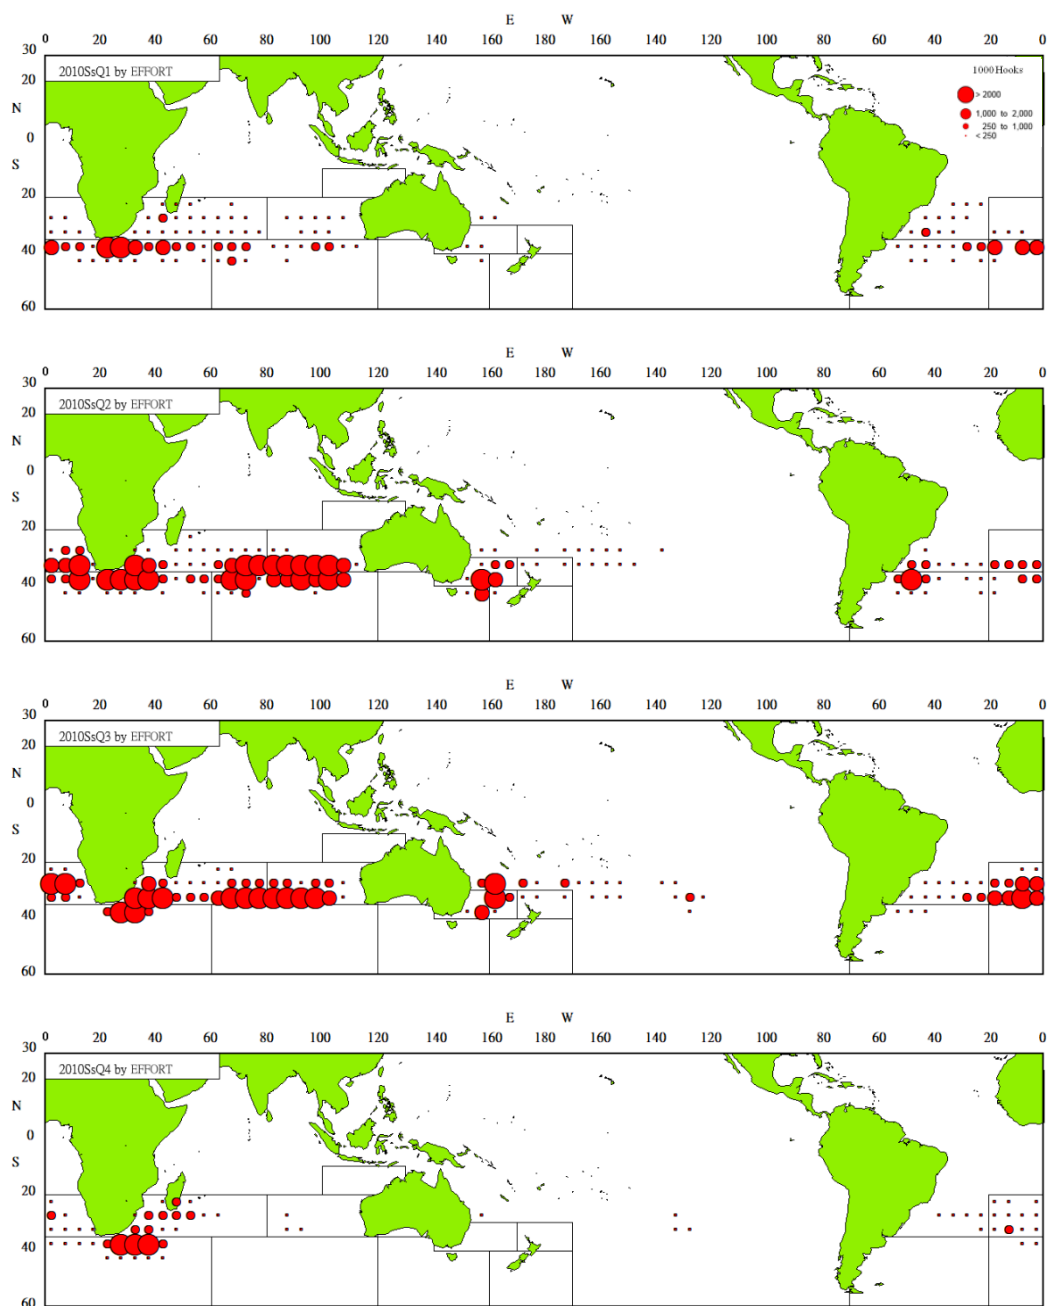 E W
0 20 40 60 80 100 120 140 160 180 160 140 120 100 80 60 40 20 0
30
2010SsQ1 by EFFORT
1000 Hooks
20
> 2000
N
1,000 to 2,000
250 to 1,000
0
< 250
S
20
40
60
E W
0 20 40 60 80 100 120 140 160 180 160 140 120 100 80 60 40 20 0
30
2010SsQ2 by EFFORT
20
N
0
S
20
40
60
E W
0 20 40 60 80 100 120 140 160 180 160 140 120 100 80 60 40 20 0
30
2010SsQ3 by EFFORT
20
N
0
S
20
40
60
E W
0 20 40 60 80 100 120 140 160 180 160 140 120 100 80 60 40 20 0
30
2010SsQ4 by EFFORT
20
N
0
S
20
40
60